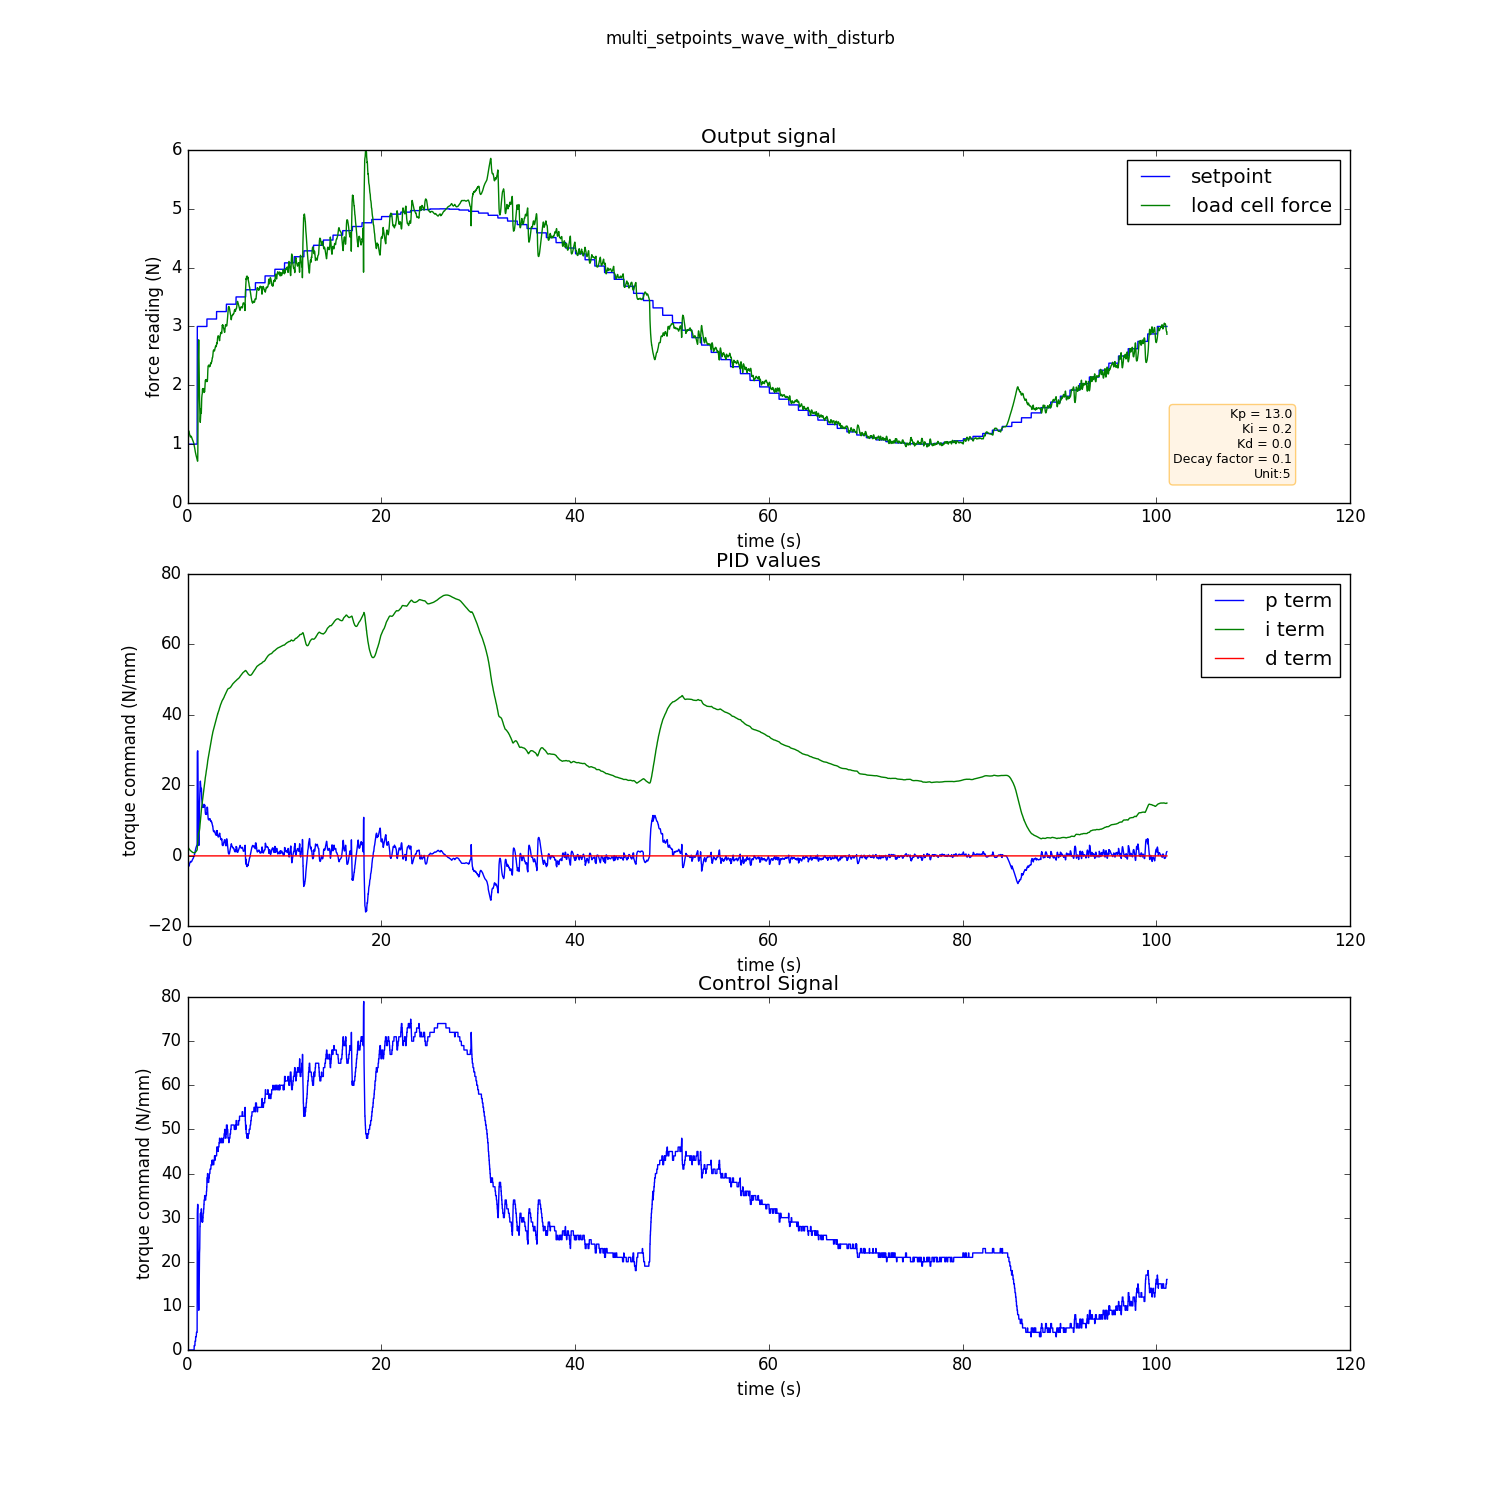 multi_setpoints_wave_with_disturb
Output signal
6
5
4
3
2
1
0
force reading (N)
setpoint
load cell force
Kp = 13.0
Ki = 0.2
Kd = 0.0
Decay factor = 0.1
Unit:5
0 20 40 60 80 100 120
time (s)
PID values
80
60
40
20
0
−20
torque command (N/mm)
p term
i term
d term
0 20 40 60 80 100 120
time (s)
Control Signal
80
70
60
50
40
30
20
10
0
torque command (N/mm)
0 20 40 60 80 100 120
time (s)